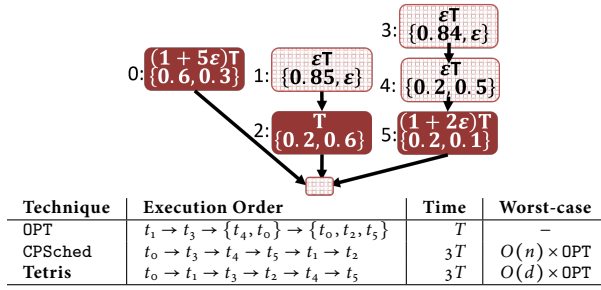 3:
εT
{0.84, ε}
0:
(1 + 5ε)T
{0.6, 0.3}
1:
εT
{0.85, ε}
4:
εT
{0.2, 0.5}
2:
T
{0.2, 0.6}
5:
(1 + 2ε)T
{0.2, 0.1}
Technique Execution Order Time Worst-case
OPT t₁ → t₃ → {t₄, t₀} → {t₀, t₂, t₅} T −
CPSched t₀ → t₃ → t₄ → t₅ → t₁ → t₂ 3T O(n) × OPT
Tetris t₀ → t₁ → t₃ → t₂ → t₄ → t₅ 3T O(d) × OPT